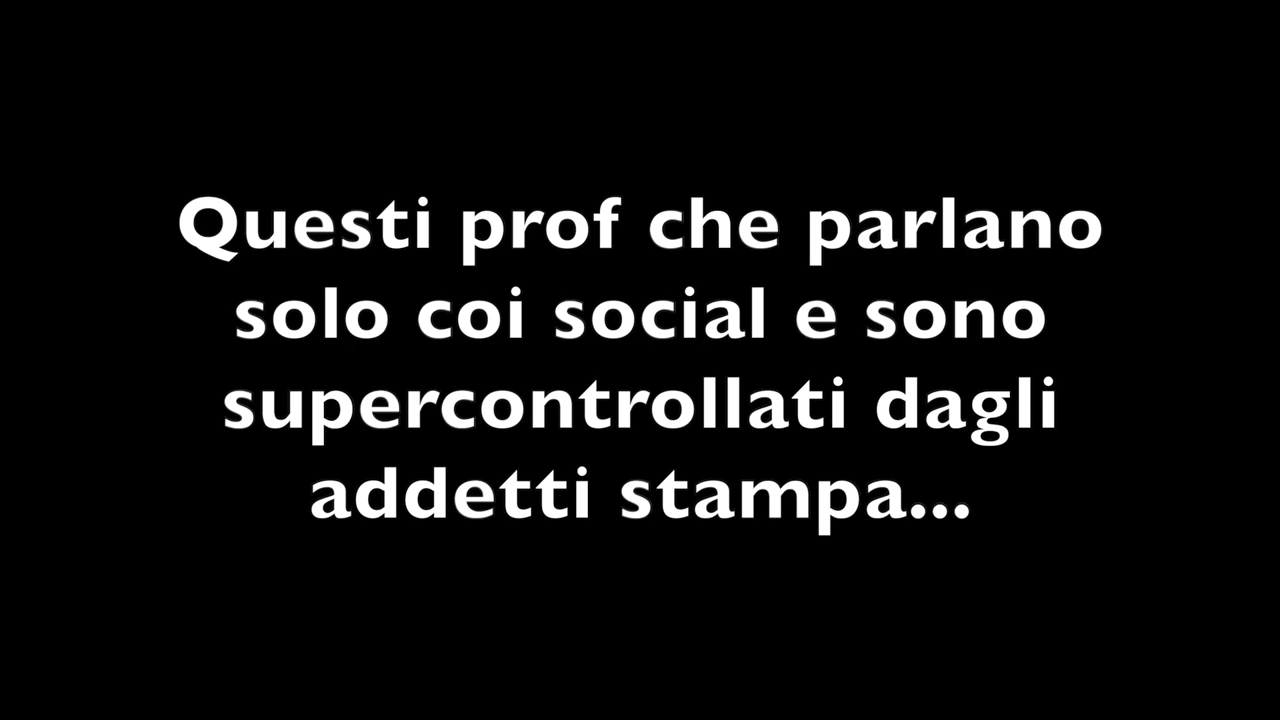 Questi prof che parlano
solo coi social e sono
supercontrollati dagli
addetti stampa...